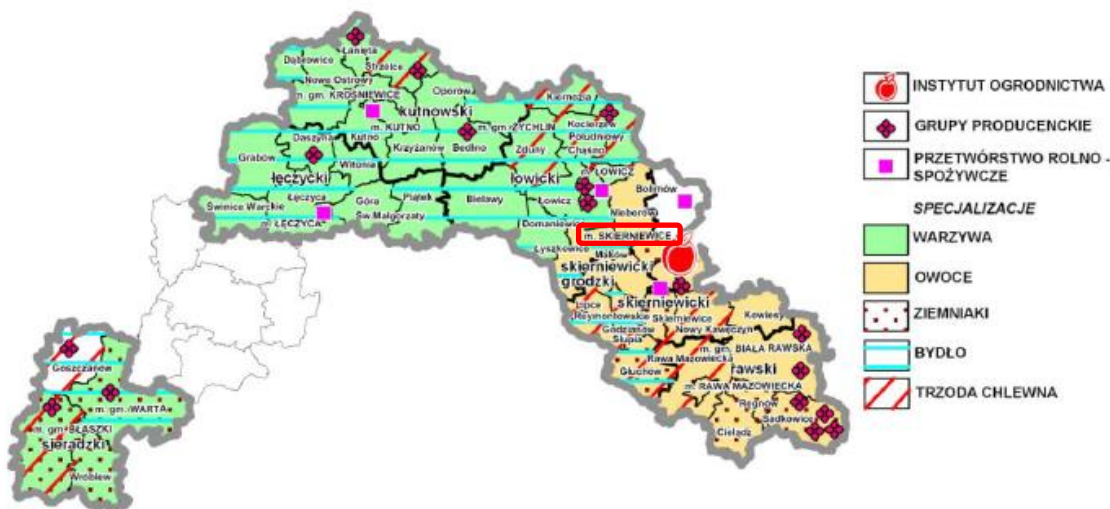 Łanięta
Dąbrowice
Strzelce
Nowe Ostrowy
Oporów
m. gm. KROŚNIEWICE
kutnowski
Kiernozia
m. KUTNO
m. gm. ŻYCHLIN
Kocierzew
Południowy
Daszyna
Kutno
Krzyżanów
Bedlno
Zduny
Chąśno
Grabów
Witonia
łęczycki
łowicki
m. ŁOWICZ
Bolimów
Łęczyca
Góra
Św. Małgorzaty
Piątek
Bielawy
Łowicz
Nieborów
Świnice Warckie
m. ŁĘCZYCA
Domaniewice
m. SKIERNIEWICE
Łyszkowice
Maków
skierniewicki
grodzki
skierniewicki
Lipce
Reymontowskie
Skierniewice
Kowiesy
Godzianów
Nowy Kawęczyn
Słupia
m. gm. BIAŁA RAWSKA
Rawa Mazowiecka
Głuchów
rawski
m. RAWA MAZOWIECKA
Regnów
Sadkowice
Cielądz
Goszczanów
m. gm. WARTA
m. gm. BŁASZKI
sieradzki
Wróblew
INSTYTUT OGRODNICTWA
GRUPY PRODUCENCKIE
PRZETWÓRSTWO ROLNO -
SPOŻYWCZE
SPECJALIZACJE
WARZYWA
OWOCE
ZIEMNIAKI
BYDŁO
TRZODA CHLEWNA